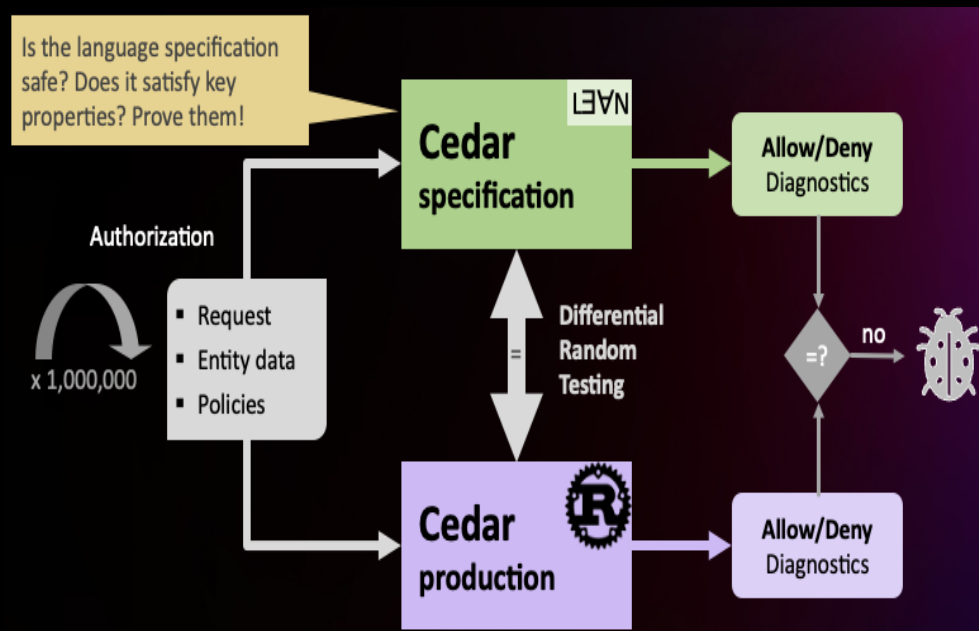 Is the language specification
safe? Does it satisfy key
properties? Prove them!
L∃∀N
Cedar
specification
Allow/Deny
Diagnostics
Authorization
▪ Request
▪ Entity data
▪ Policies
x 1,000,000
=
Differential
Random
Testing
=?
no
R
Cedar
production
Allow/Deny
Diagnostics